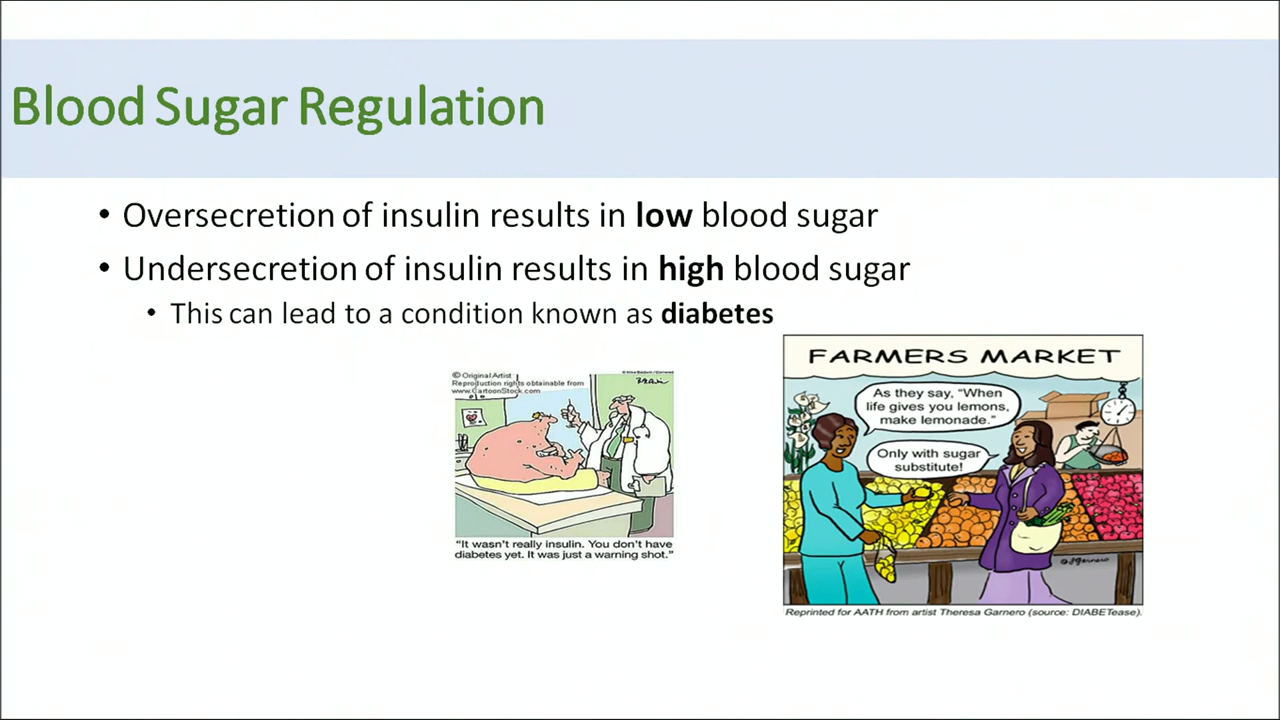 Blood Sugar Regulation
• Oversecretion of insulin results in low blood sugar
• Undersecretion of insulin results in high blood sugar
• This can lead to a condition known as diabetes
© Original Artist
Reproduction rights obtainable from
www.CartoonStock.com
"It wasn't really insulin. You don't have
diabetes yet. It was just a warning shot."
FARMERS MARKET
As they say, "When
life gives you lemons,
make lemonade."
Only with sugar
substitute!
Reprinted for AATH from artist Theresa Garnero (source: DIABETease).